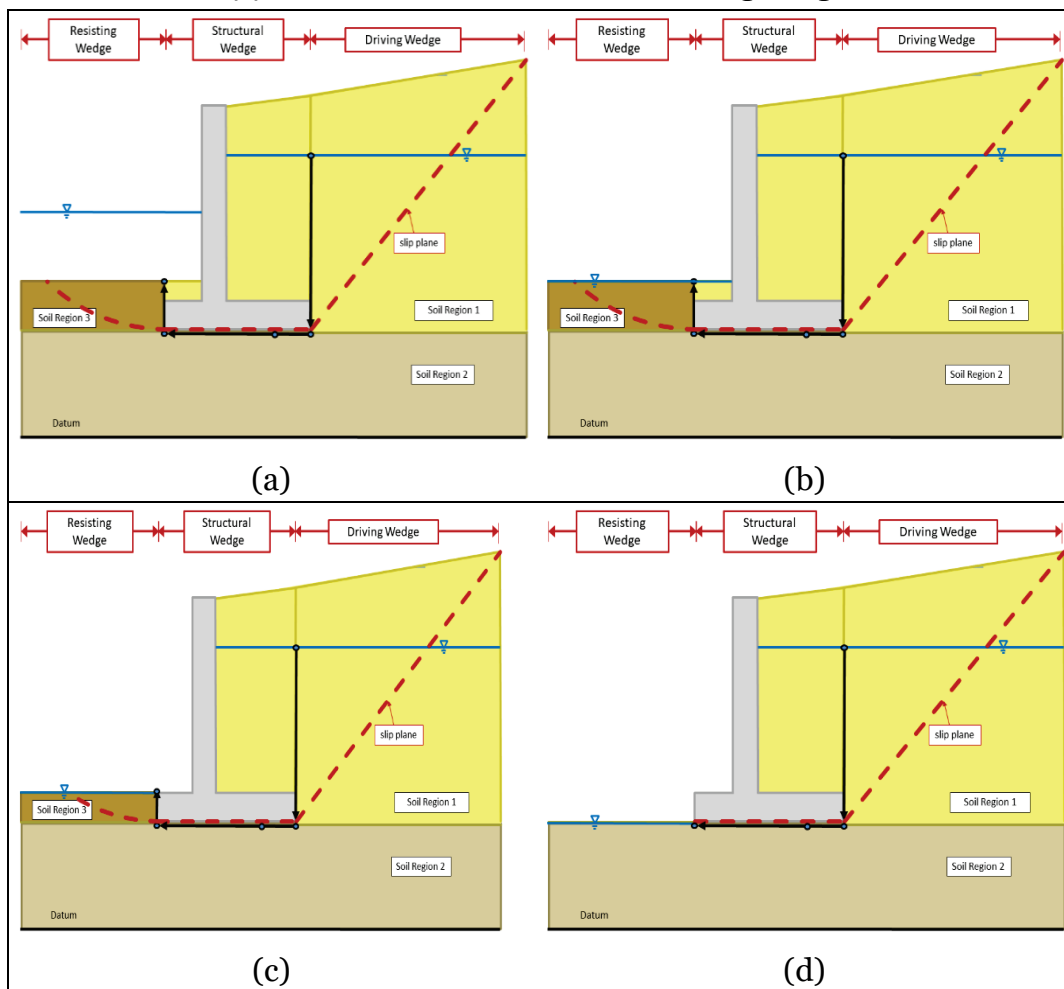 Resisting
Wedge
Structural
Wedge
Driving Wedge
slip plane
Soil Region 3
Soil Region 1
Soil Region 2
Datum
(a)
Resisting
Wedge
Structural
Wedge
Driving Wedge
slip plane
Soil Region 3
Soil Region 1
Soil Region 2
Datum
(b)
Resisting
Wedge
Structural
Wedge
Driving Wedge
slip plane
Soil Region 3
Soil Region 1
Soil Region 2
Datum
(c)
Resisting
Wedge
Structural
Wedge
Driving Wedge
slip plane
Soil Region 1
Soil Region 2
Datum
(d)